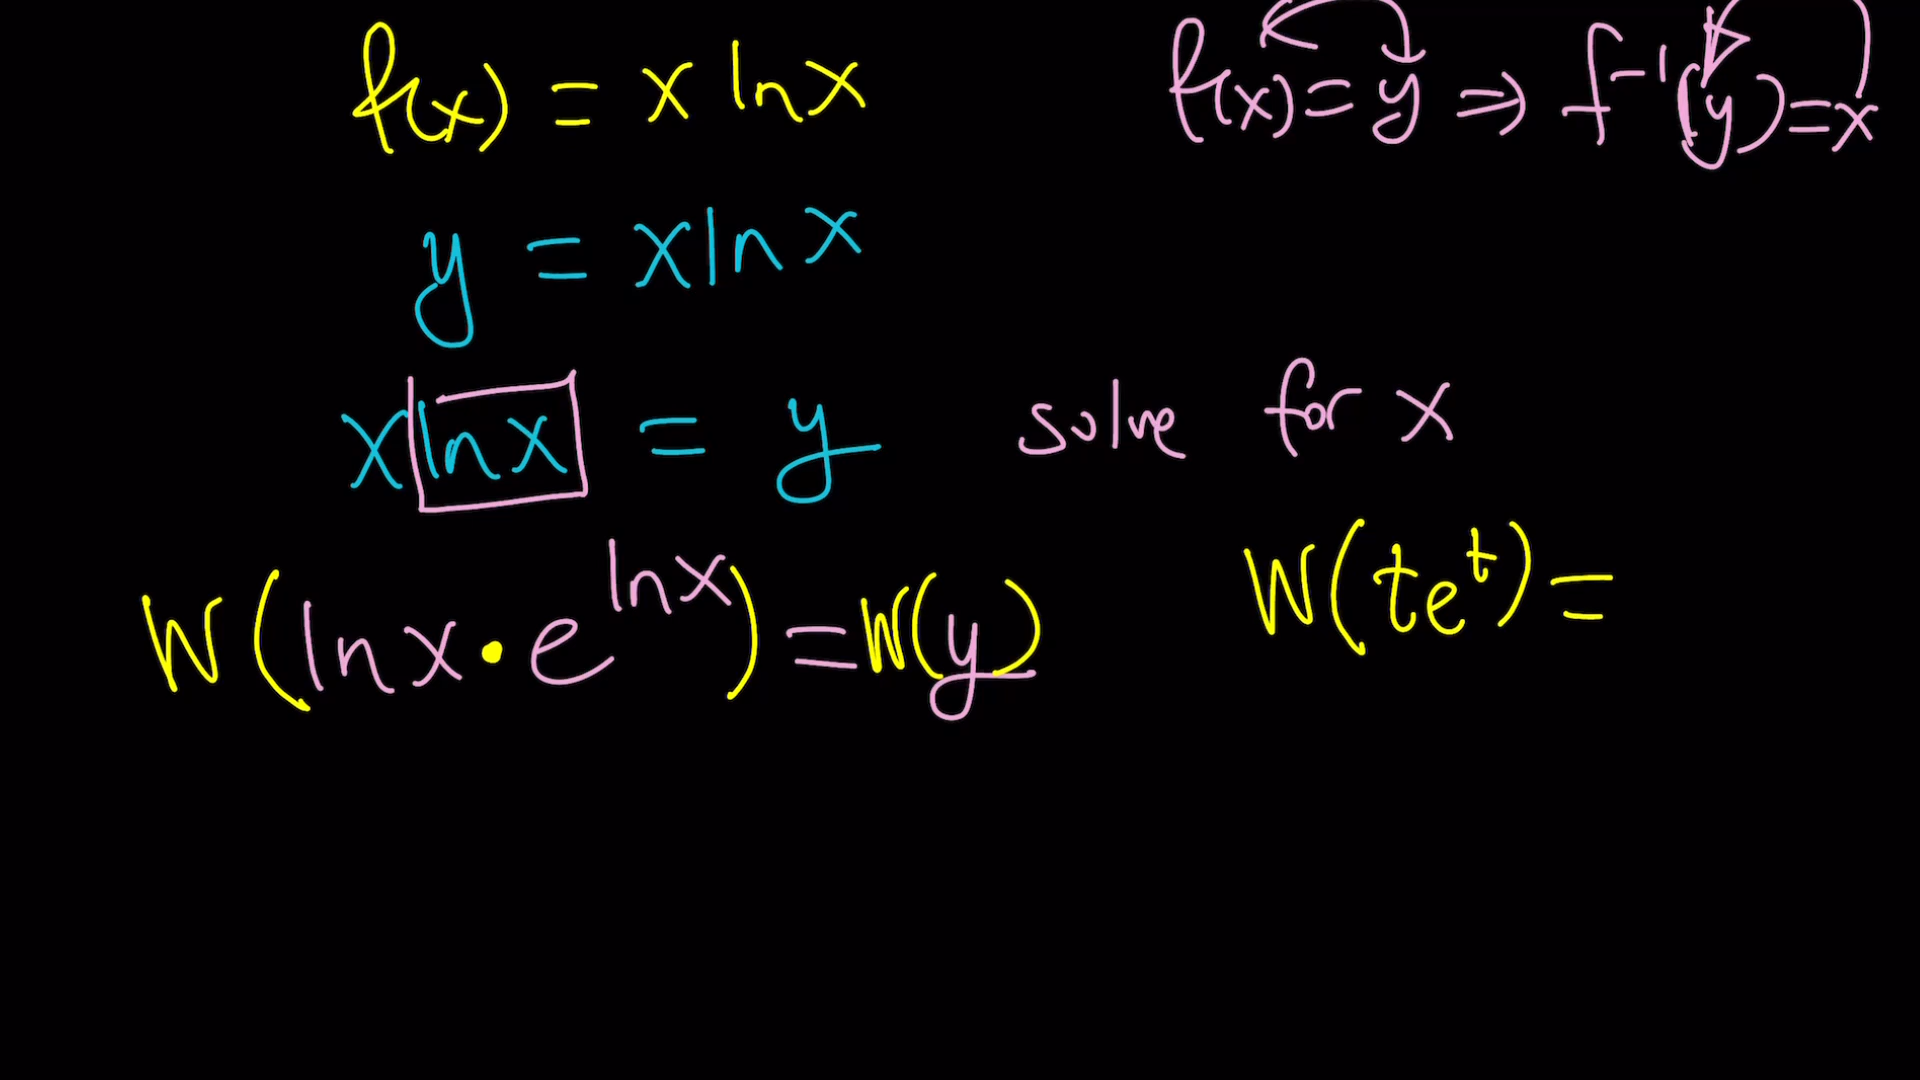 f(x) = x ln x
f(x) = y ⇒ f⁻¹(y) = x
y = x ln x
x ln x = y solve for x
W(ln x · e^{ln x}) = W(y)
W(te^t) =